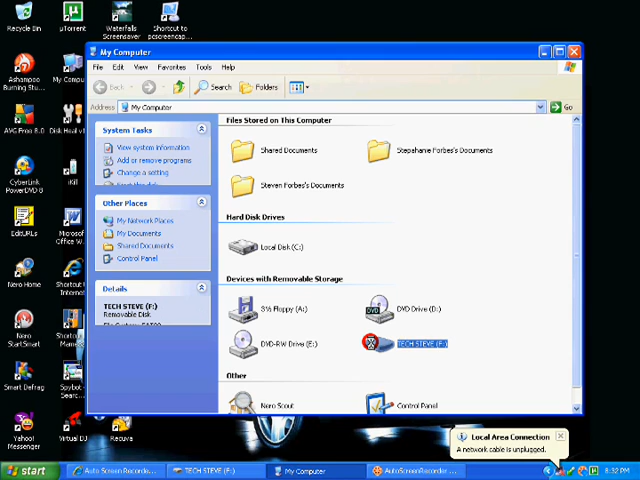 Recycle Bin
µTorrent
Waterfalls
Screensaver
Shortcut to
pcscreencap...
My Computer
File Edit View Favorites Tools Help
Back
Search
Folders
Address
My Computer
Go
Ashampoo
Burning Stu...
My Compu
AVG Free 8.0
Disk Heal v1
CyberLink
PowerDVD 8
iKill
EditURLs
Microsoft
Office W
Nero Home
Shortcut
Internet
Nero
StartSmart
Shortcut
Smart Defrag
Spybot -
Searc
Yahoo!
Messenger
Virtual DJ
Recuva
System Tasks
View system information
Add or remove programs
Change a setting
Other Places
My Network Places
My Documents
Shared Documents
Control Panel
Details
TECH STEVE (F:)
Removable Disk
Files Stored on This Computer
Shared Documents
Stepahanie Forbes's Documents
Steven Forbes's Documents
Hard Disk Drives
Local Disk (C:)
Devices with Removable Storage
3½ Floppy (A:)
DVD Drive (D:)
DVD-RW Drive (E:)
TECH STEVE (F:)
Other
Nero Scout
Control Panel
Local Area Connection
A network cable is unplugged.
start
Auto Screen Recorde...
TECH STEVE (F:)
My Computer
AutoScreenRecorder ...
8:32 PM